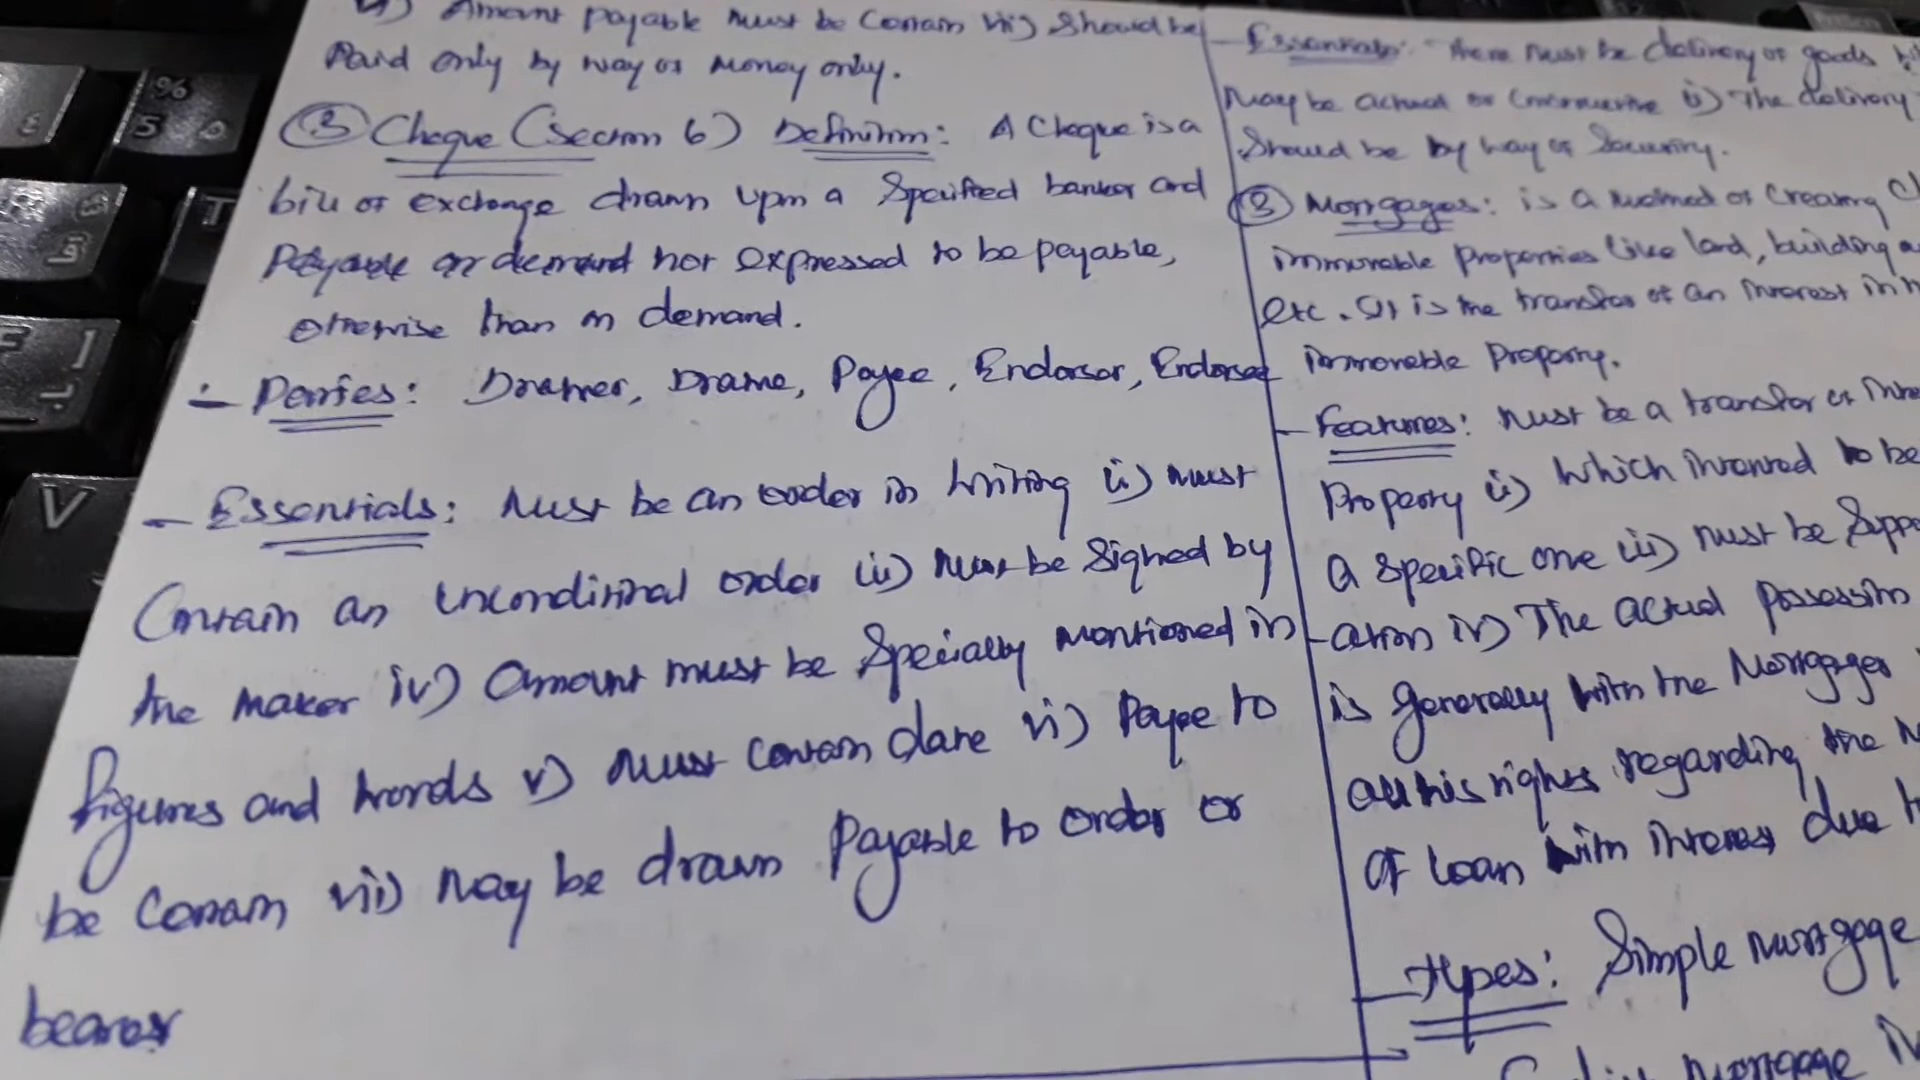 vi) Amount payable must be Contain vii) Should be
Paid only by way of money only.
③ Cheque (Section 6) Definition: A Cheque is a
bill of exchange drawn upon a Specified banker and
Payable on demand not expressed to be payable,
otherwise than on demand.
- Parties: Drawer, Drawee, Payee, Endorsor, Endorsee
- Essentials: Must be an order in writing ii) must
Contain an unconditional order iii) Must be Signed by
the maker iv) Amount must be Specially mentioned in
figures and words v) Must contain date vi) Payee to
be Contain vii) May be drawn Payable to order or
bearer
- Essentials: There must be delivery of goods
May be actual or constructive ii) The delivery
Should be by way of Security.
③ Mortgages: is a method of Creating
immovable Properties like land, building
etc. It is the transfer of an interest in
immovable Property.
- Features: Must be a transfer of
Property ii) Which intented to be
a Specific one iii) Must be
-ation iv) The actual possession
is generally with the Mortgager
all his rights regarding the
of loan with interest due
- Types: Simple Mortgage
Mortgage